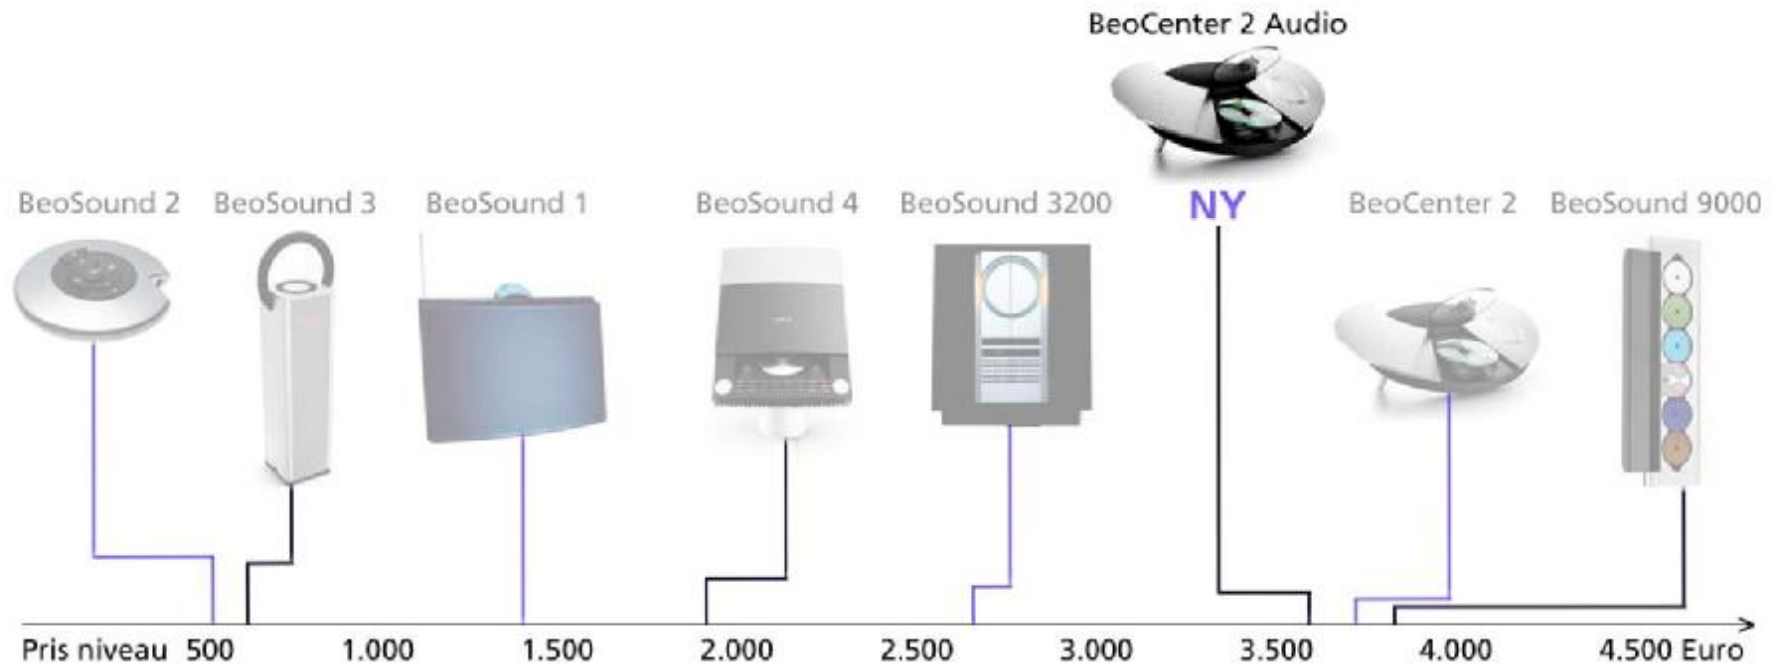 BeoCenter 2 Audio
BeoSound 2 BeoSound 3 BeoSound 1 BeoSound 4 BeoSound 3200 NY BeoCenter 2 BeoSound 9000
Pris niveau 500 1.000 1.500 2.000 2.500 3.000 3.500 4.000 4.500 Euro